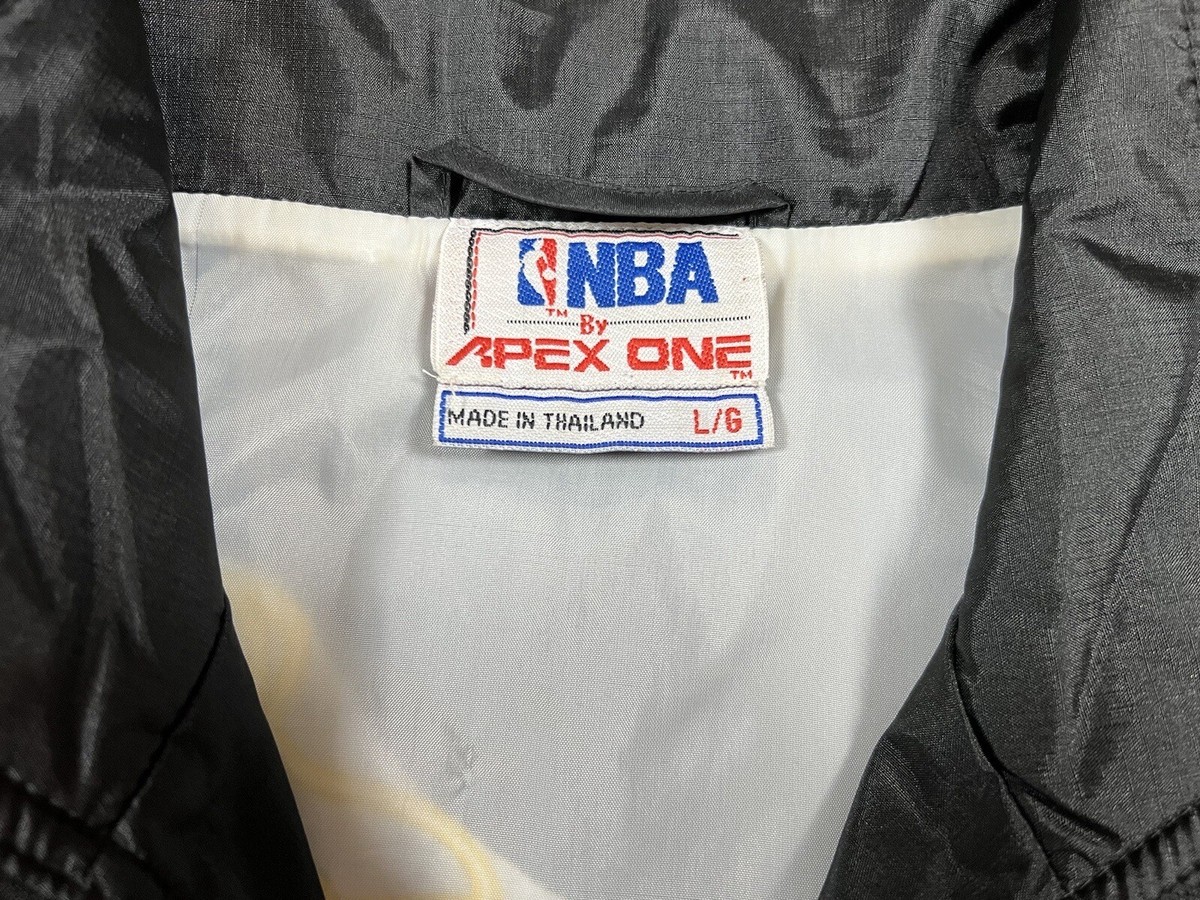 NBA
TM
By
APEX ONE
TM
MADE IN THAILAND L/G